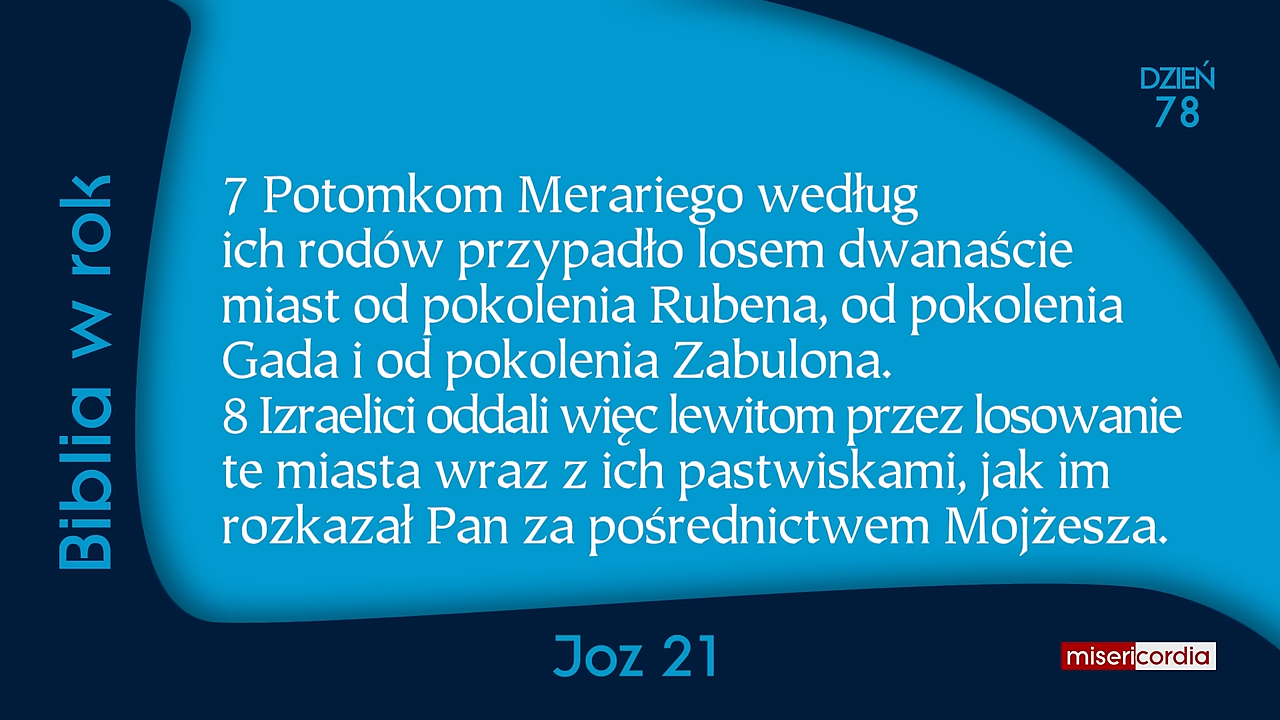 DZIEŃ
78
Biblia w rok
7 Potomkom Merariego według
ich rodów przypadło losem dwanaście
miast od pokolenia Rubena, od pokolenia
Gada i od pokolenia Zabulona.
8 Izraelici oddali więc lewitom przez losowanie
te miasta wraz z ich pastwiskami, jak im
rozkazał Pan za pośrednictwem Mojżesza.
Joz 21
misericordia